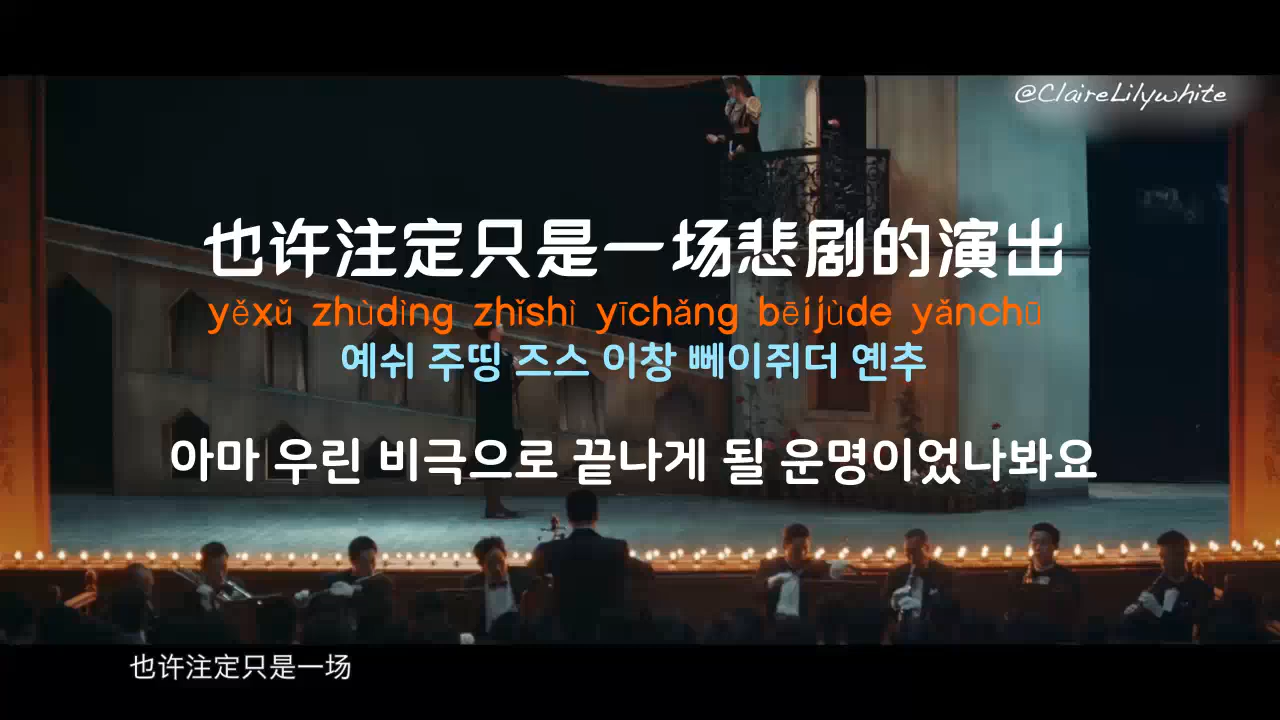 @ClaireLilywhite
也许注定只是一场悲剧的演出
yěxǔ zhùdìng zhǐshì yīchǎng bēijùde yǎnchū
예쉬 주띵 즈스 이창 뻬이쥐더 옌추
아마 우린 비극으로 끝나게 될 운명이었나봐요
也许注定只是一场